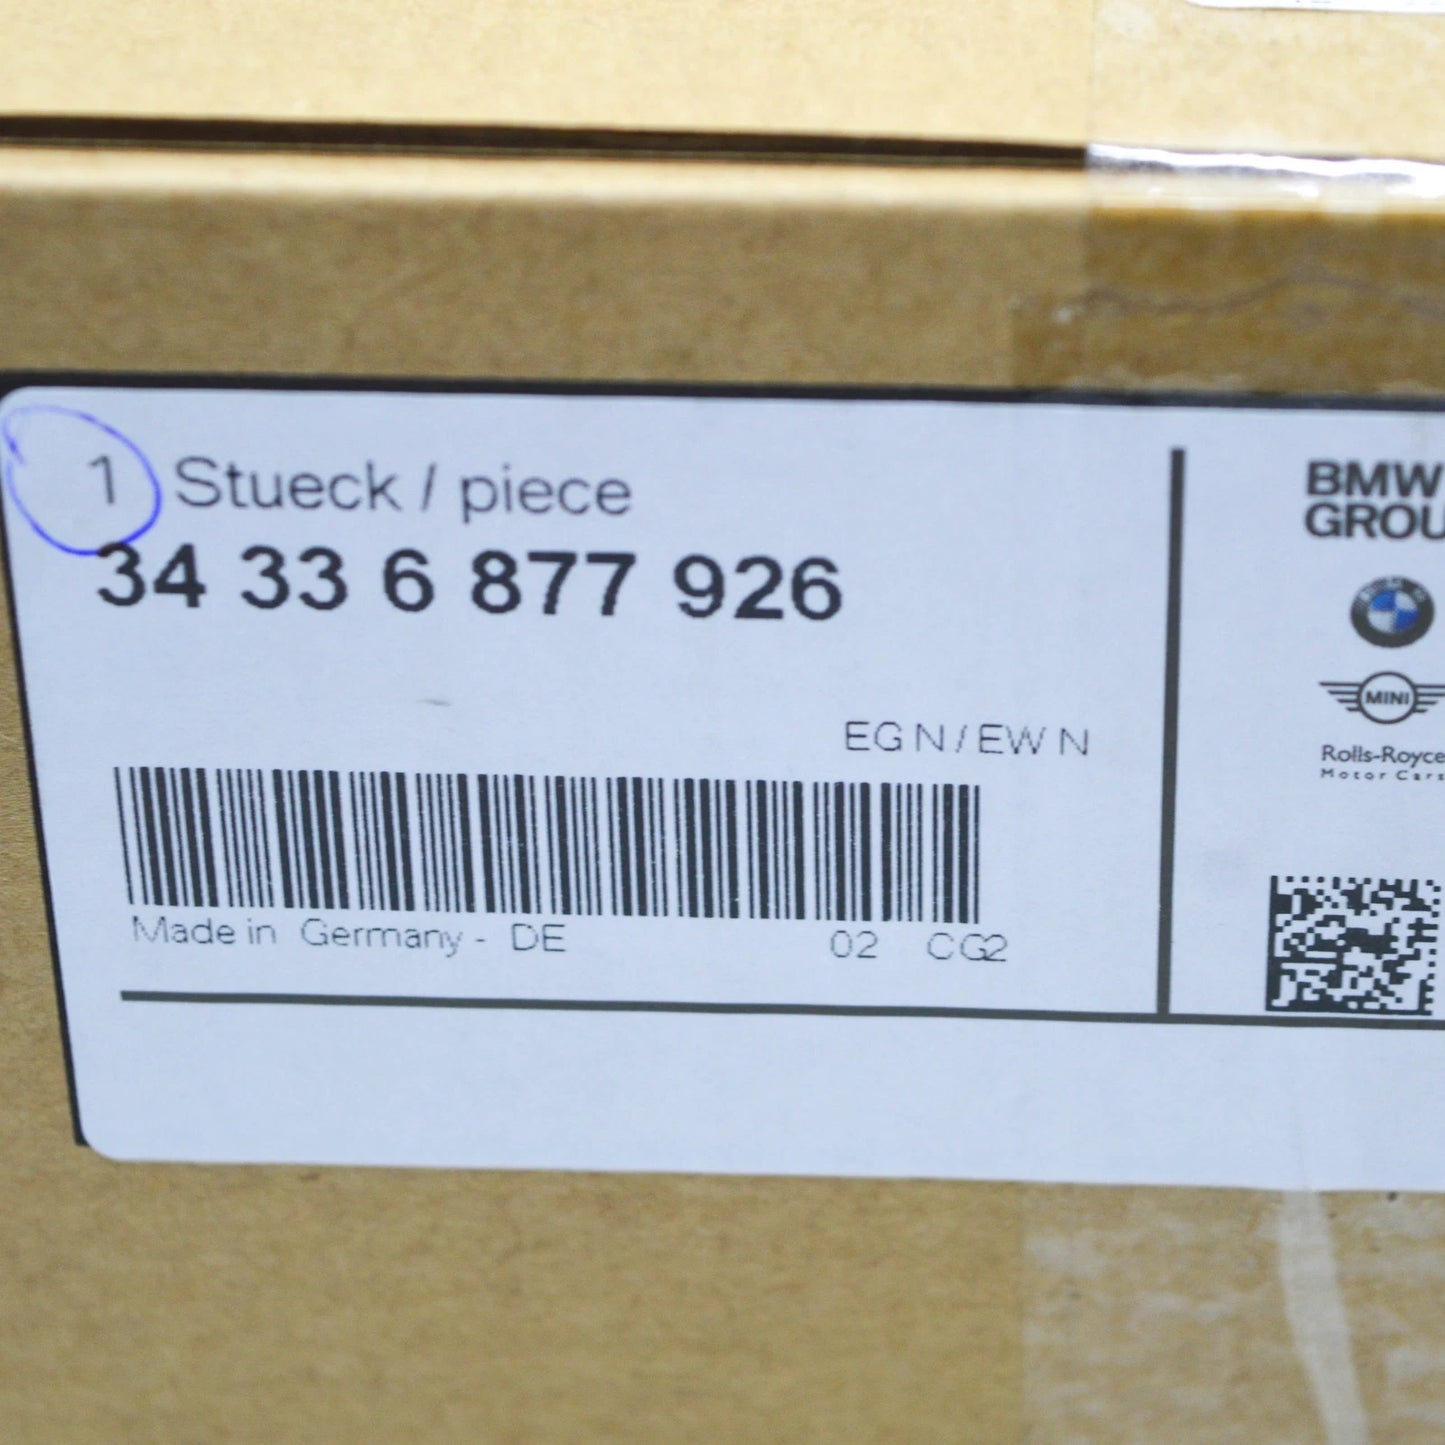 1 Stueck / piece
34 33 6 877 926
EG N / EW N
Made in Germany - DE 02 CG2
BMW
GROU
MINI
Rolls-Royce
Motor Cars